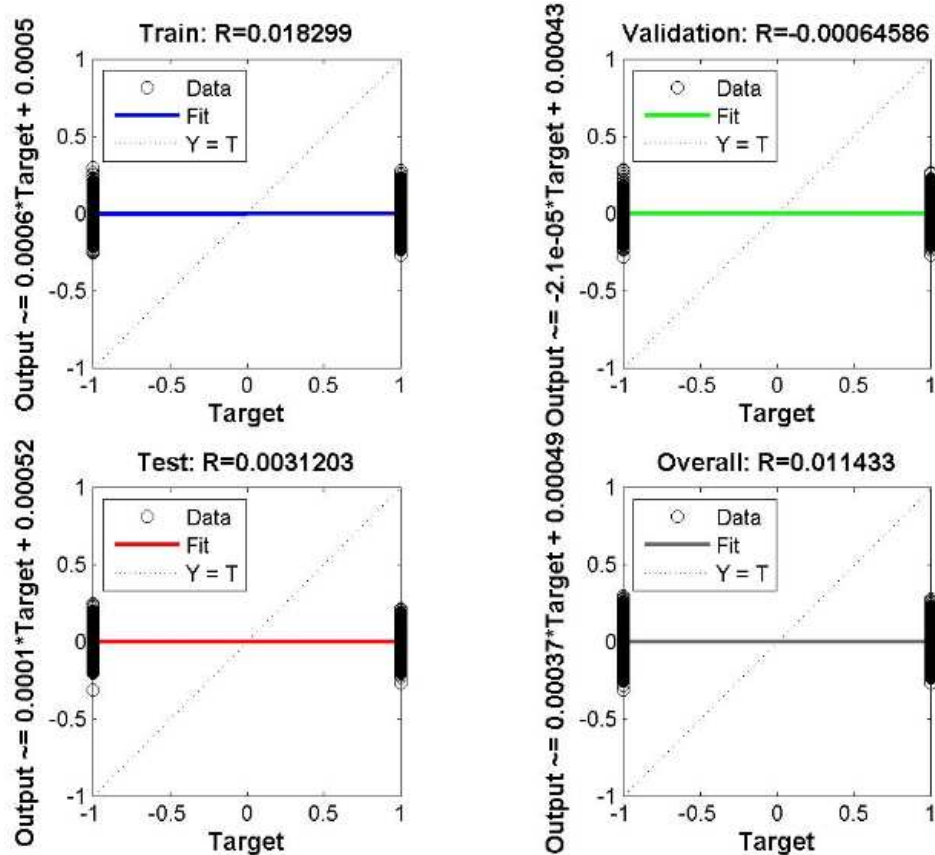 Train: R=0.018299
Output ~= 0.0006*Target + 0.0005
Data
Fit
Y = T
1
0.5
0
-0.5
-1
-1 -0.5 0 0.5 1
Target
Validation: R=-0.00064586
Output ~= -2.1e-05*Target + 0.00043
Data
Fit
Y = T
1
0.5
0
-0.5
-1
-1 -0.5 0 0.5 1
Target
Test: R=0.0031203
Output ~= 0.0001*Target + 0.00052
Data
Fit
Y = T
1
0.5
0
-0.5
-1
-1 -0.5 0 0.5 1
Target
Overall: R=0.011433
Output ~= 0.00037*Target + 0.00049
Data
Fit
Y = T
1
0.5
0
-0.5
-1
-1 -0.5 0 0.5 1
Target